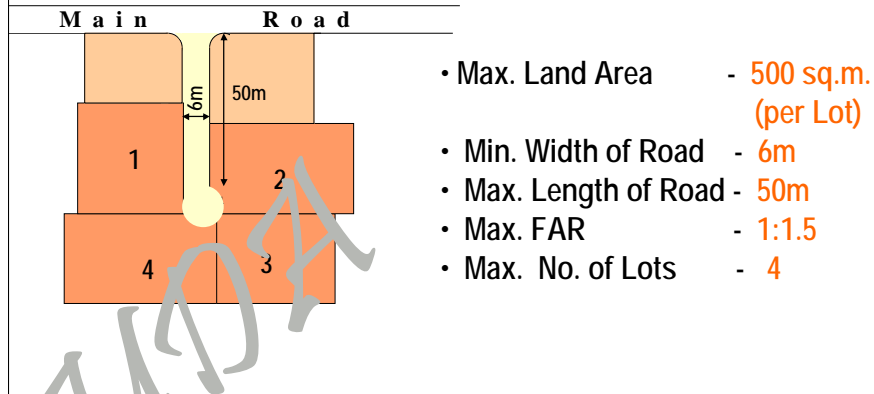 Main Road
6m
50m
1
2
4
3
• Max. Land Area - 500 sq.m.
(per Lot)
• Min. Width of Road - 6m
• Max. Length of Road - 50m
• Max. FAR - 1:1.5
• Max. No. of Lots - 4
UDA